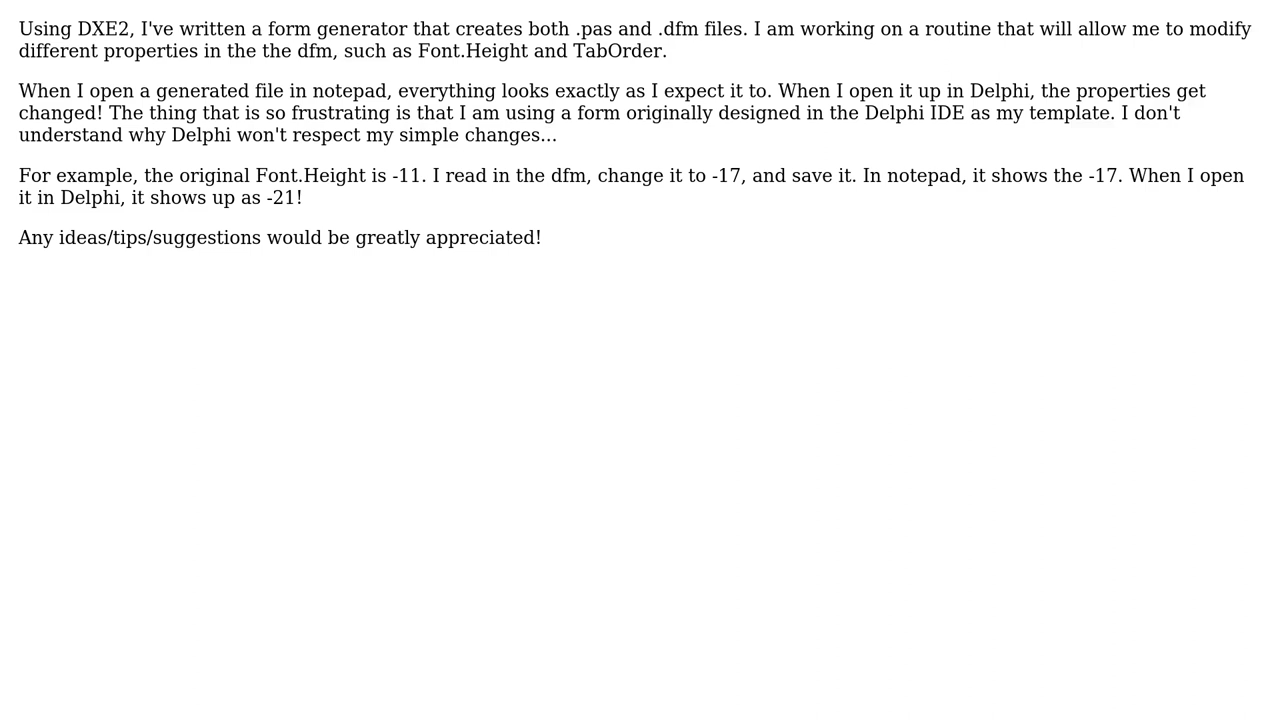 Using DXE2, I've written a form generator that creates both .pas and .dfm files. I am working on a routine that will allow me to modify
different properties in the the dfm, such as Font.Height and TabOrder.
When I open a generated file in notepad, everything looks exactly as I expect it to. When I open it up in Delphi, the properties get
changed! The thing that is so frustrating is that I am using a form originally designed in the Delphi IDE as my template. I don't
understand why Delphi won't respect my simple changes...
For example, the original Font.Height is -11. I read in the dfm, change it to -17, and save it. In notepad, it shows the -17. When I open
it in Delphi, it shows up as -21!
Any ideas/tips/suggestions would be greatly appreciated!